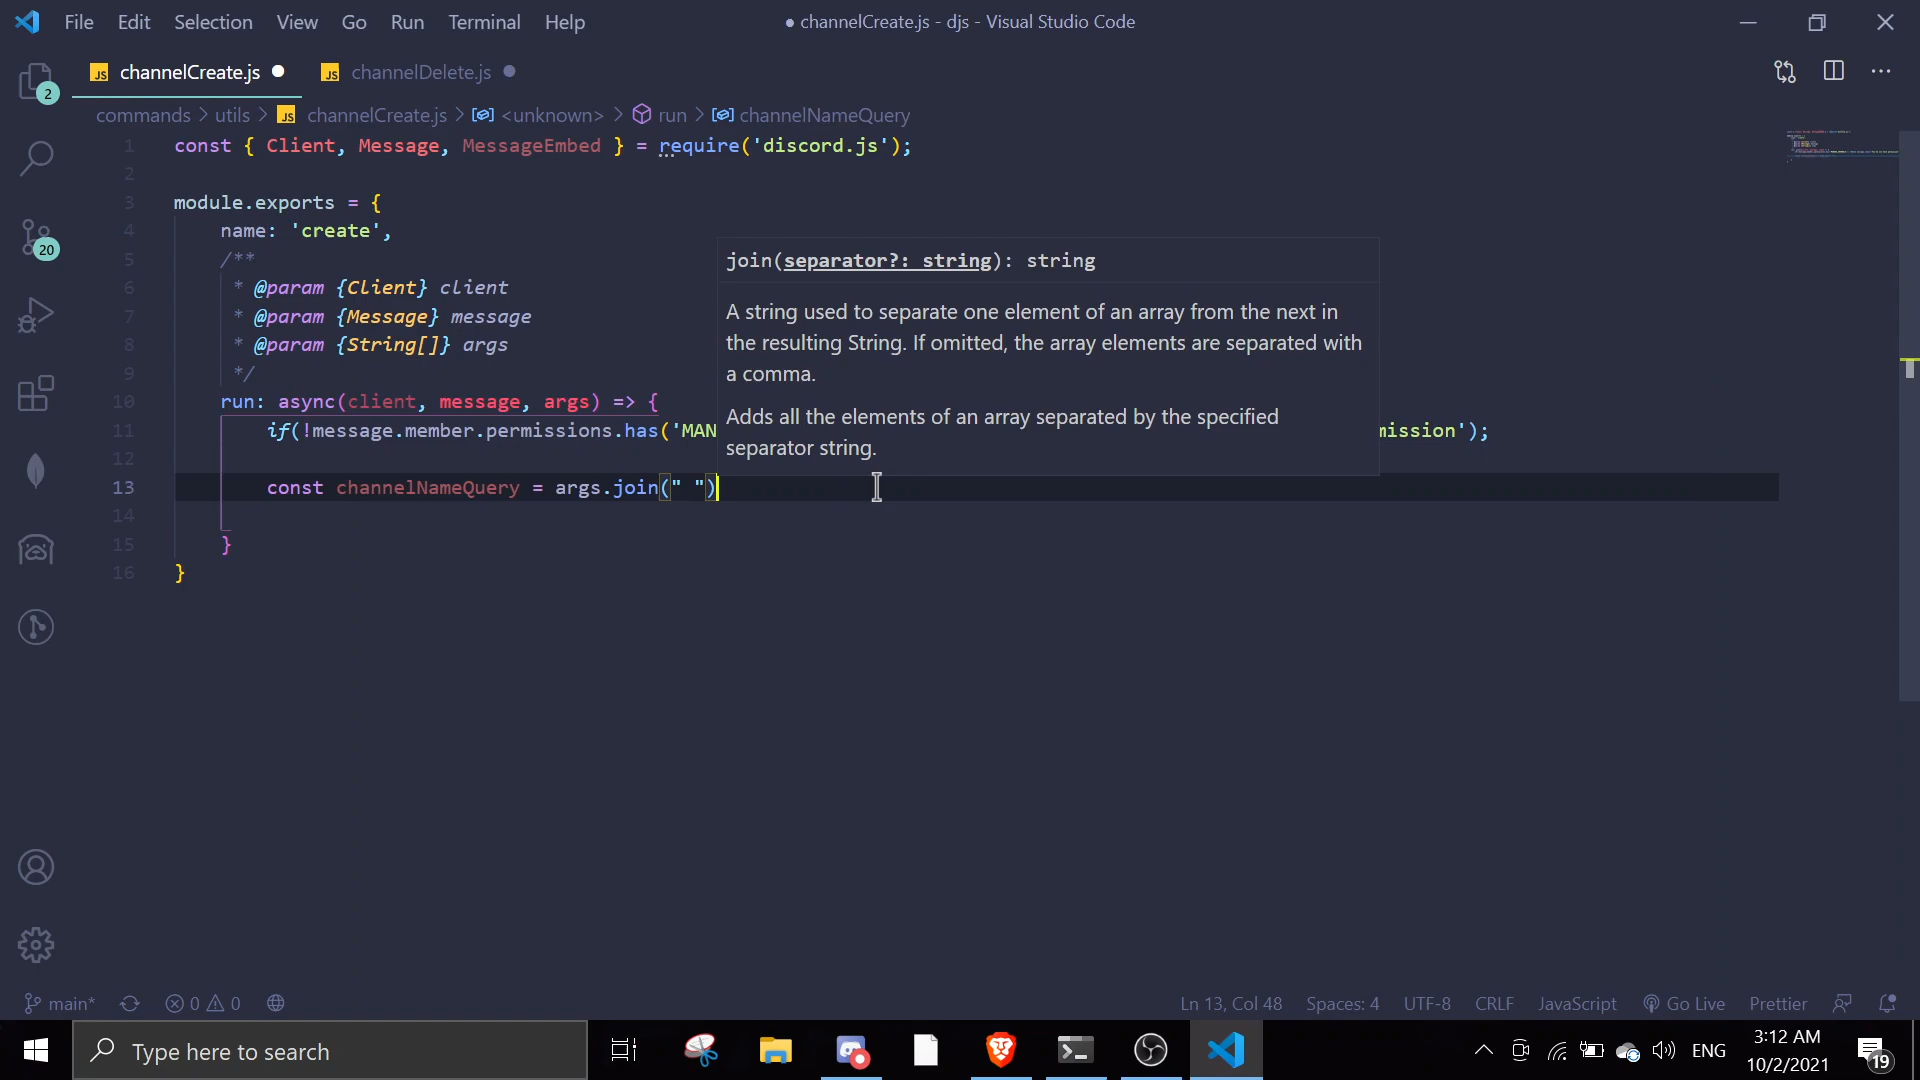 File Edit Selection View Go Run Terminal Help ● channelCreate.js - djs - Visual Studio Code
JS channelCreate.js ● JS channelDelete.js ●
2
commands > utils > JS channelCreate.js > <unknown> > run > channelNameQuery
1 const { Client, Message, MessageEmbed } = require('discord.js');
2
3 module.exports = {
4 name: 'create',
5 /**
6 * @param {Client} client
7 * @param {Message} message
8 * @param {String[]} args
9 */
10 run: async(client, message, args) => {
11 if(!message.member.permissions.has('MAN mission');
12
13 const channelNameQuery = args.join(" ")
14
15 }
16 }
join(separator?: string): string
A string used to separate one element of an array from the next in
the resulting String. If omitted, the array elements are separated with
a comma.
Adds all the elements of an array separated by the specified
separator string.
20
main* 0 0 Ln 13, Col 48 Spaces: 4 UTF-8 CRLF JavaScript Go Live Prettier
Type here to search ENG 3:12 AM
10/2/2021
19